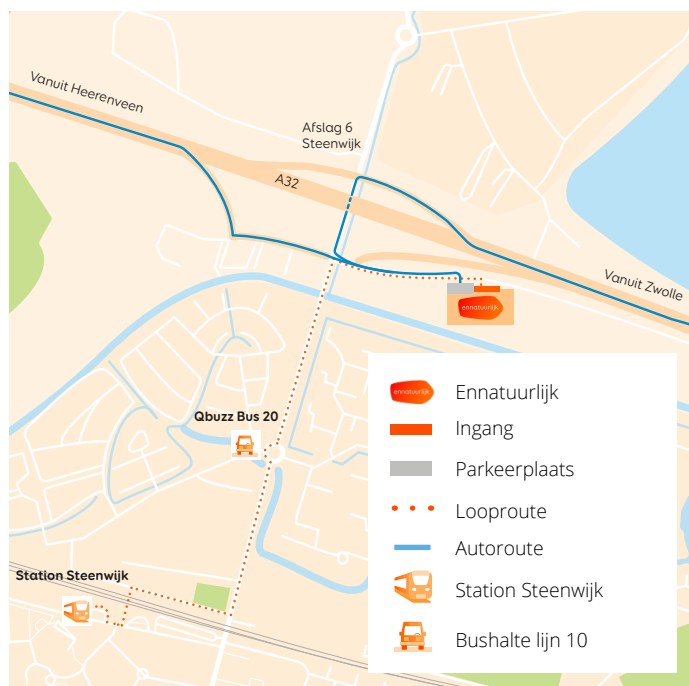 Vanuit Heerenveen
Afslag 6
Steenwijk
A32
Vanuit Zwolle
ennatuurlijk
Qbuzz Bus 20
Station Steenwijk
ennatuurlijk
Ennatuurlijk
Ingang
Parkeerplaats
Looproute
Autoroute
Station Steenwijk
Bushalte lijn 10